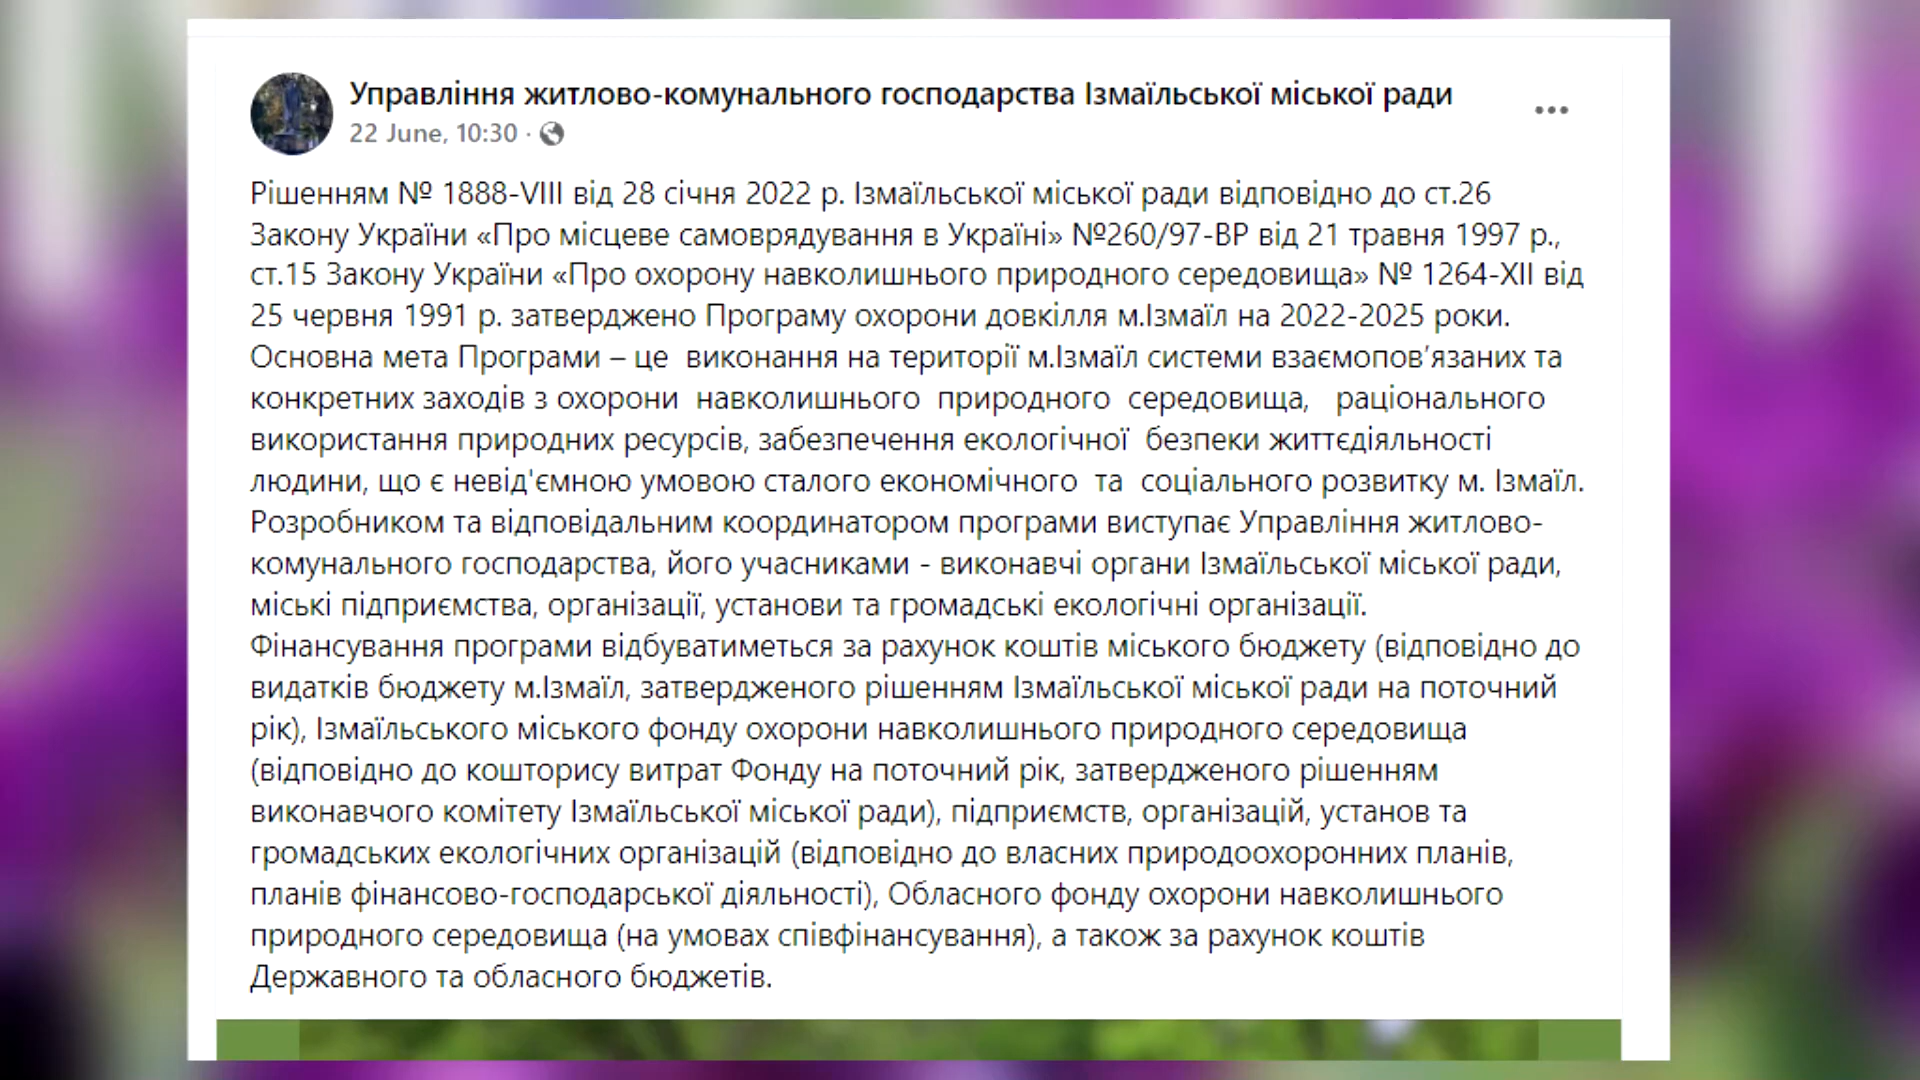 Управління житлово-комунального господарства Ізмаїльської міської ради
22 June, 10:30 ·
Рішенням № 1888-VIII від 28 січня 2022 р. Ізмаїльської міської ради відповідно до ст.26
Закону України «Про місцеве самоврядування в Україні» №260/97-ВР від 21 травня 1997 р.,
ст.15 Закону України «Про охорону навколишнього природного середовища» № 1264-XII від
25 червня 1991 р. затверджено Програму охорони довкілля м.Ізмаїл на 2022-2025 роки.
Основна мета Програми – це  виконання на території м.Ізмаїл системи взаємопов’язаних та
конкретних заходів з охорони  навколишнього  природного  середовища,   раціонального
використання природних ресурсів, забезпечення екологічної  безпеки життєдіяльності
людини, що є невід'ємною умовою сталого економічного  та  соціального розвитку м. Ізмаїл.
Розробником та відповідальним координатором програми виступає Управління житлово-
комунального господарства, його учасниками - виконавчі органи Ізмаїльської міської ради,
міські підприємства, організації, установи та громадські екологічні організації.
Фінансування програми відбуватиметься за рахунок коштів міського бюджету (відповідно до
видатків бюджету м.Ізмаїл, затвердженого рішенням Ізмаїльської міської ради на поточний
рік), Ізмаїльського міського фонду охорони навколишнього природного середовища
(відповідно до кошторису витрат Фонду на поточний рік, затвердженого рішенням
виконавчого комітету Ізмаїльської міської ради), підприємств, організацій, установ та
громадських екологічних організацій (відповідно до власних природоохоронних планів,
планів фінансово-господарської діяльності), Обласного фонду охорони навколишнього
природного середовища (на умовах співфінансування), а також за рахунок коштів
Державного та обласного бюджетів.